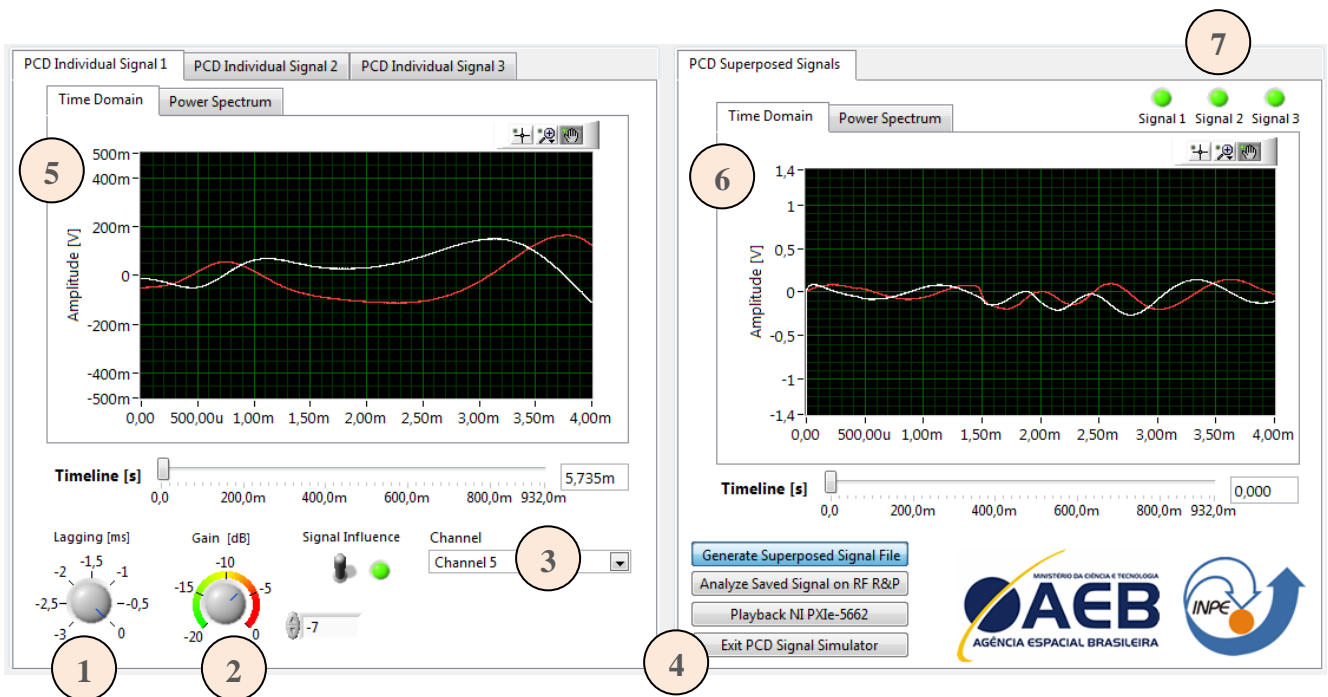 7
PCD Individual Signal 1
PCD Individual Signal 2
PCD Individual Signal 3
Time Domain
Power Spectrum
5
500m
400m
200m
0
-200m
-400m
-500m
Amplitude [V]
0,00 500,00u 1,00m 1,50m 2,00m 2,50m 3,00m 3,50m 4,00m
Timeline [s]
5,735m
0,0 200,0m 400,0m 600,0m 800,0m 932,0m
Lagging [ms]
-1,5
-2 -1
-2,5 -0,5
-3 0
1
Gain [dB]
-10
-15 -5
-20 0
2
Signal Influence
-7
Channel
Channel 5
3
PCD Superposed Signals
Signal 1 Signal 2 Signal 3
Time Domain
Power Spectrum
6
1,4
1
0,5
0
-0,5
-1
-1,4
Amplitude [V]
0,00 500,00u 1,00m 1,50m 2,00m 2,50m 3,00m 3,50m 4,00m
Timeline [s]
0,000
0,0 200,0m 400,0m 600,0m 800,0m 932,0m
Generate Superposed Signal File
Analyze Saved Signal on RF R&P
Playback NI PXIe-5662
Exit PCD Signal Simulator
4
MINISTÉRIO DA CIÊNCIA E TECNOLOGIA
AEB
AGÊNCIA ESPACIAL BRASILEIRA
INPE